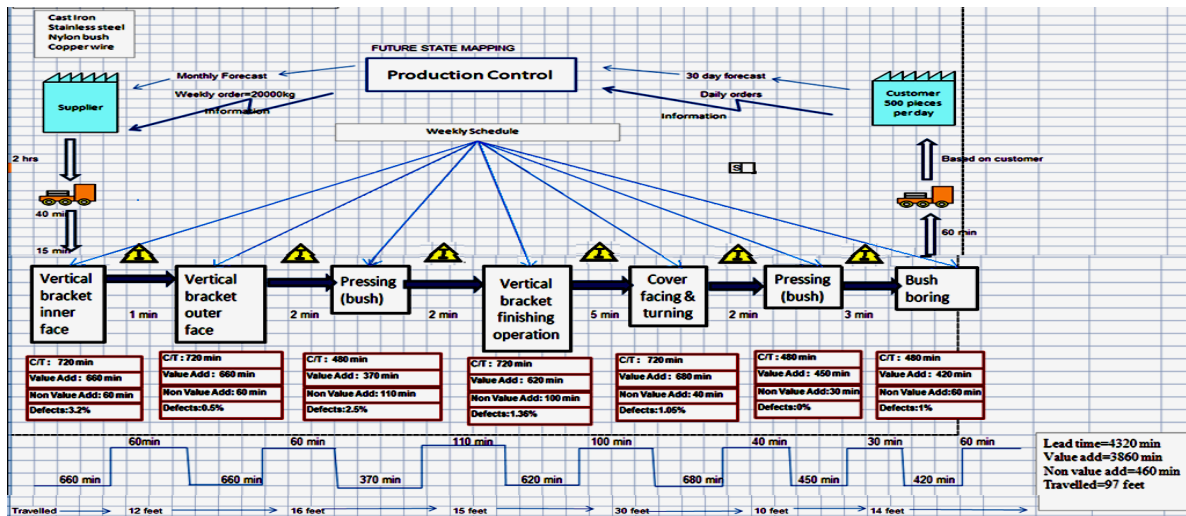 Cast Iron
Stainless steel
Nylon bush
Copper wire
FUTURE STATE MAPPING
Production Control
Monthly Forecast
30 day forecast
Supplier
Weekly order=20000kg
Information
Daily orders
Information
Customer
500 pieces
per day
Weekly Schedule
2 hrs
Based on customer
S
40 min
15 min
60 min
I
I
I
I
I
I
Vertical
bracket
inner
face
1 min
Vertical
bracket
outer
face
2 min
Pressing
(bush)
2 min
Vertical
bracket
finishing
operation
5 min
Cover
facing &
turning
2 min
Pressing
(bush)
3 min
Bush
boring
C/T : 720 min
Value Add : 660 min
Non Value Add: 60 min
Defects:3.2%
C/T : 720 min
Value Add : 660 min
Non Value Add: 60 min
Defects:0.5%
C/T : 480 min
Value Add : 370 min
Non Value Add: 110 min
Defects:2.5%
C/T : 720 min
Value Add : 620 min
Non Value Add: 100 min
Defects:1.36%
C/T : 720 min
Value Add : 680 min
Non Value Add: 40 min
Defects:1.05%
C/T: 480 min
Value Add : 450 min
Non Value Add:30 min
Defects:0%
C/T : 480 min
Value Add : 420 min
Non Value Add:60 min
Defects:1%
60min
60 min
110 min
100 min
40 min
30 min
60 min
660 min
660 min
370 min
620 min
680 min
450 min
420 min
Lead time=4320 min
Value add=3860 min
Non value add=460 min
Travelled=97 feet
Travelled
12 feet
16 feet
15 feet
30 feet
10 feet
14 feet